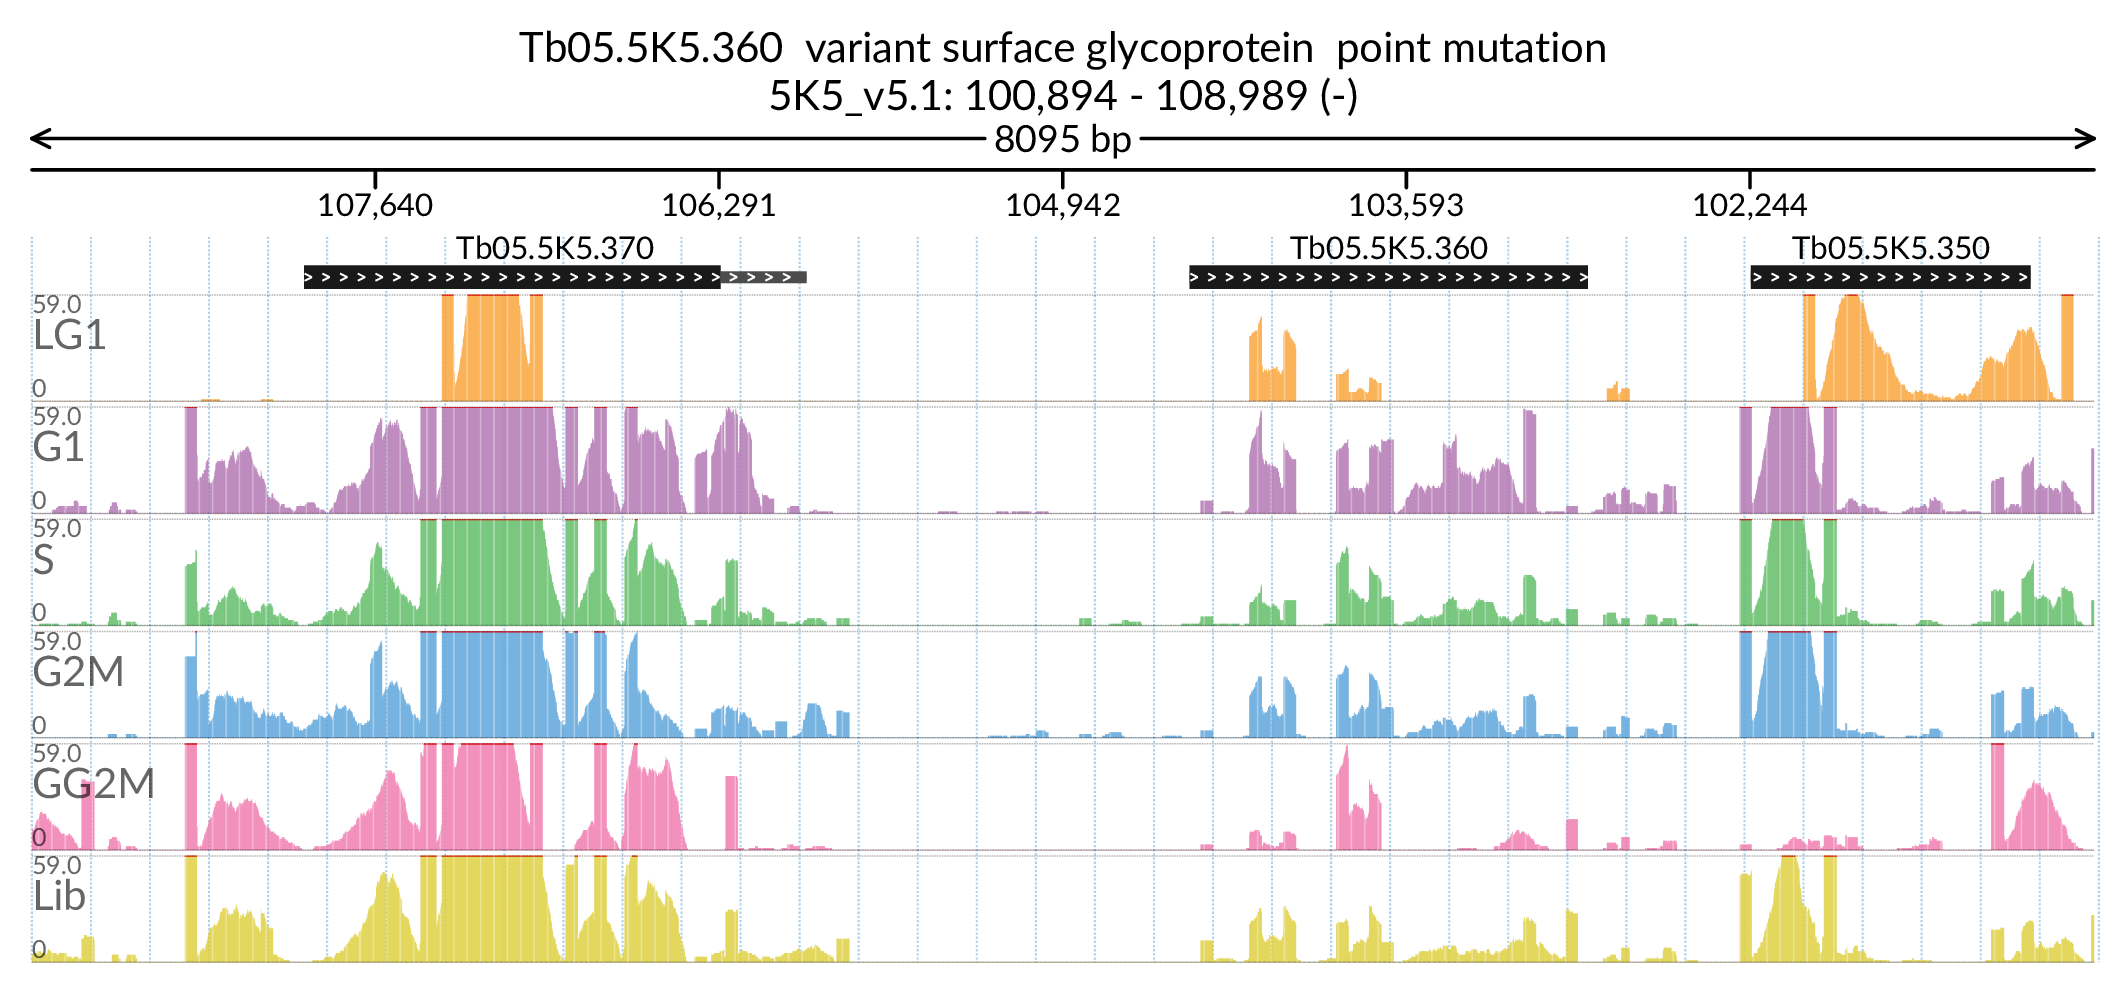 Tb05.5K5.360 variant surface glycoprotein point mutation
5K5_v5.1: 100,894 - 108,989 (-)
8095 bp
107,640 106,291 104,942 103,593 102,244
Tb05.5K5.370 Tb05.5K5.360 Tb05.5K5.350
59.0
LG1
0
59.0
G1
0
59.0
S
0
59.0
G2M
0
59.0
GG2M
0
59.0
Lib
0